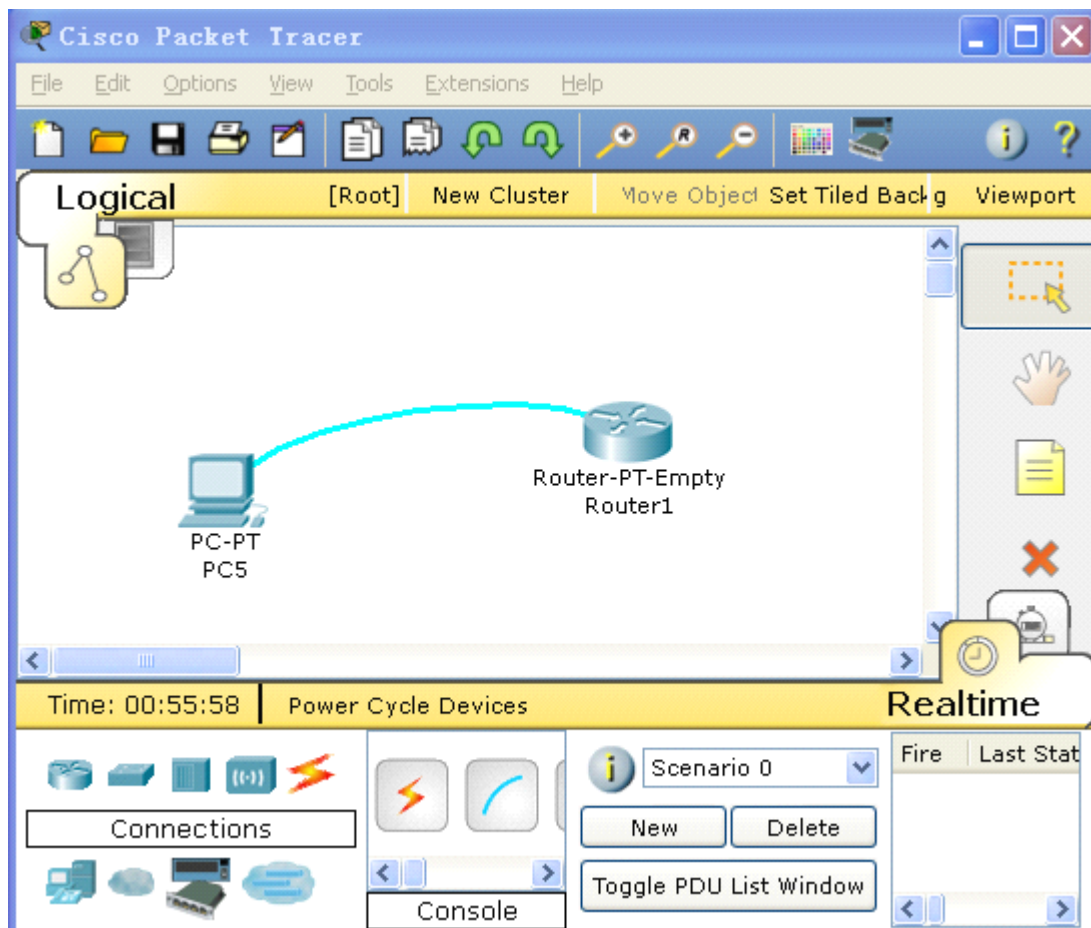 Cisco Packet Tracer
File Edit Options View Tools Extensions Help
Logical [Root] New Cluster Move Object Set Tiled Back g Viewport
Router-PT-Empty
Router1
PC-PT
PC5
Time: 00:55:58 Power Cycle Devices Realtime
Fire Last Stat
Scenario 0
Connections New Delete
Toggle PDU List Window
Console